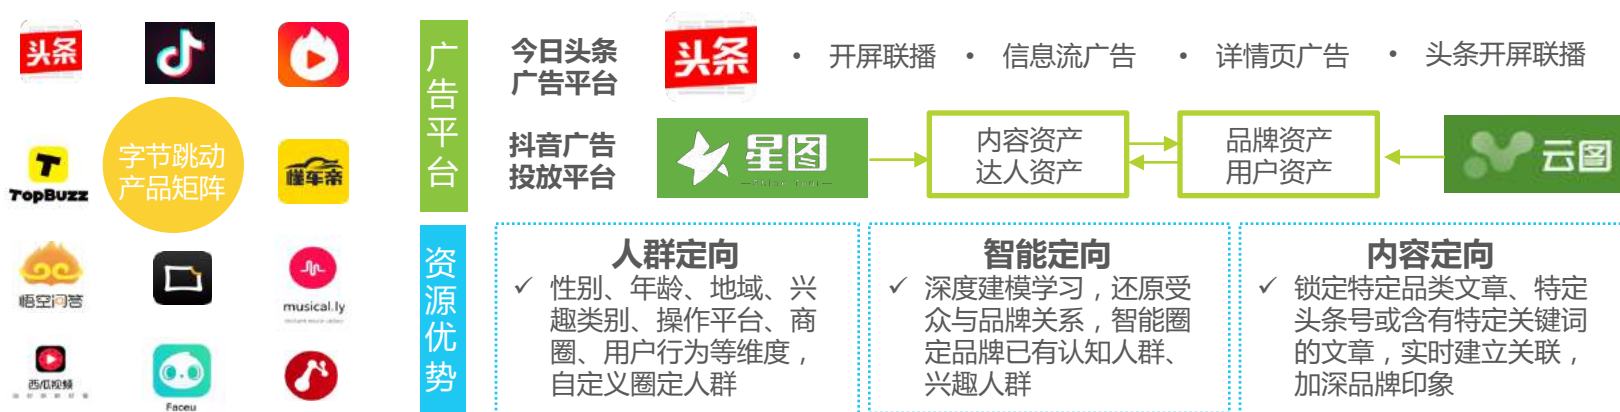 头条
TopBuzz
字节跳动
产品矩阵
懂车帝
悟空问答
musical.ly
西瓜视频
Faceu
广告平台
今日头条
广告平台
头条
• 开屏联播 • 信息流广告 • 详情页广告 • 头条开屏联播
抖音广告
投放平台
星图
内容资产
达人资产
品牌资产
用户资产
云图
资源优势
人群定向
✓ 性别、年龄、地域、兴
趣类别、操作平台、商
圈、用户行为等维度，
自定义圈定人群
智能定向
✓ 深度建模学习，还原受
众与品牌关系，智能圈
定品牌已有认知人群、
兴趣人群
内容定向
✓ 锁定特定品类文章、特定
头条号或含有特定关键词
的文章，实时建立关联，
加深品牌印象